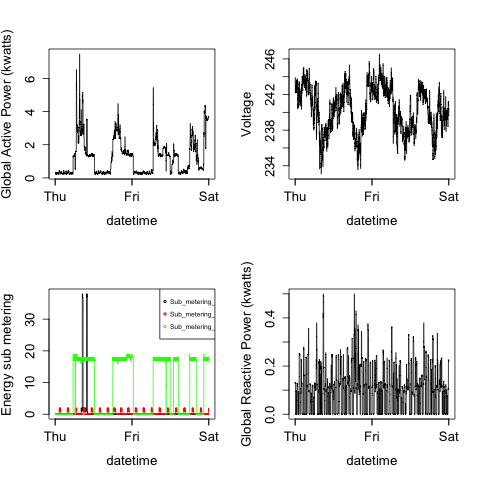 Global Active Power (kwatts)
0 2 4 6
Thu Fri Sat
datetime
Voltage
234 238 242 246
Thu Fri Sat
datetime
Energy sub metering
0 10 20 30
Sub_metering_
Sub_metering_
Sub_metering_
Thu Fri Sat
datetime
Global Reactive Power (kwatts)
0.0 0.2 0.4
Thu Fri Sat
datetime